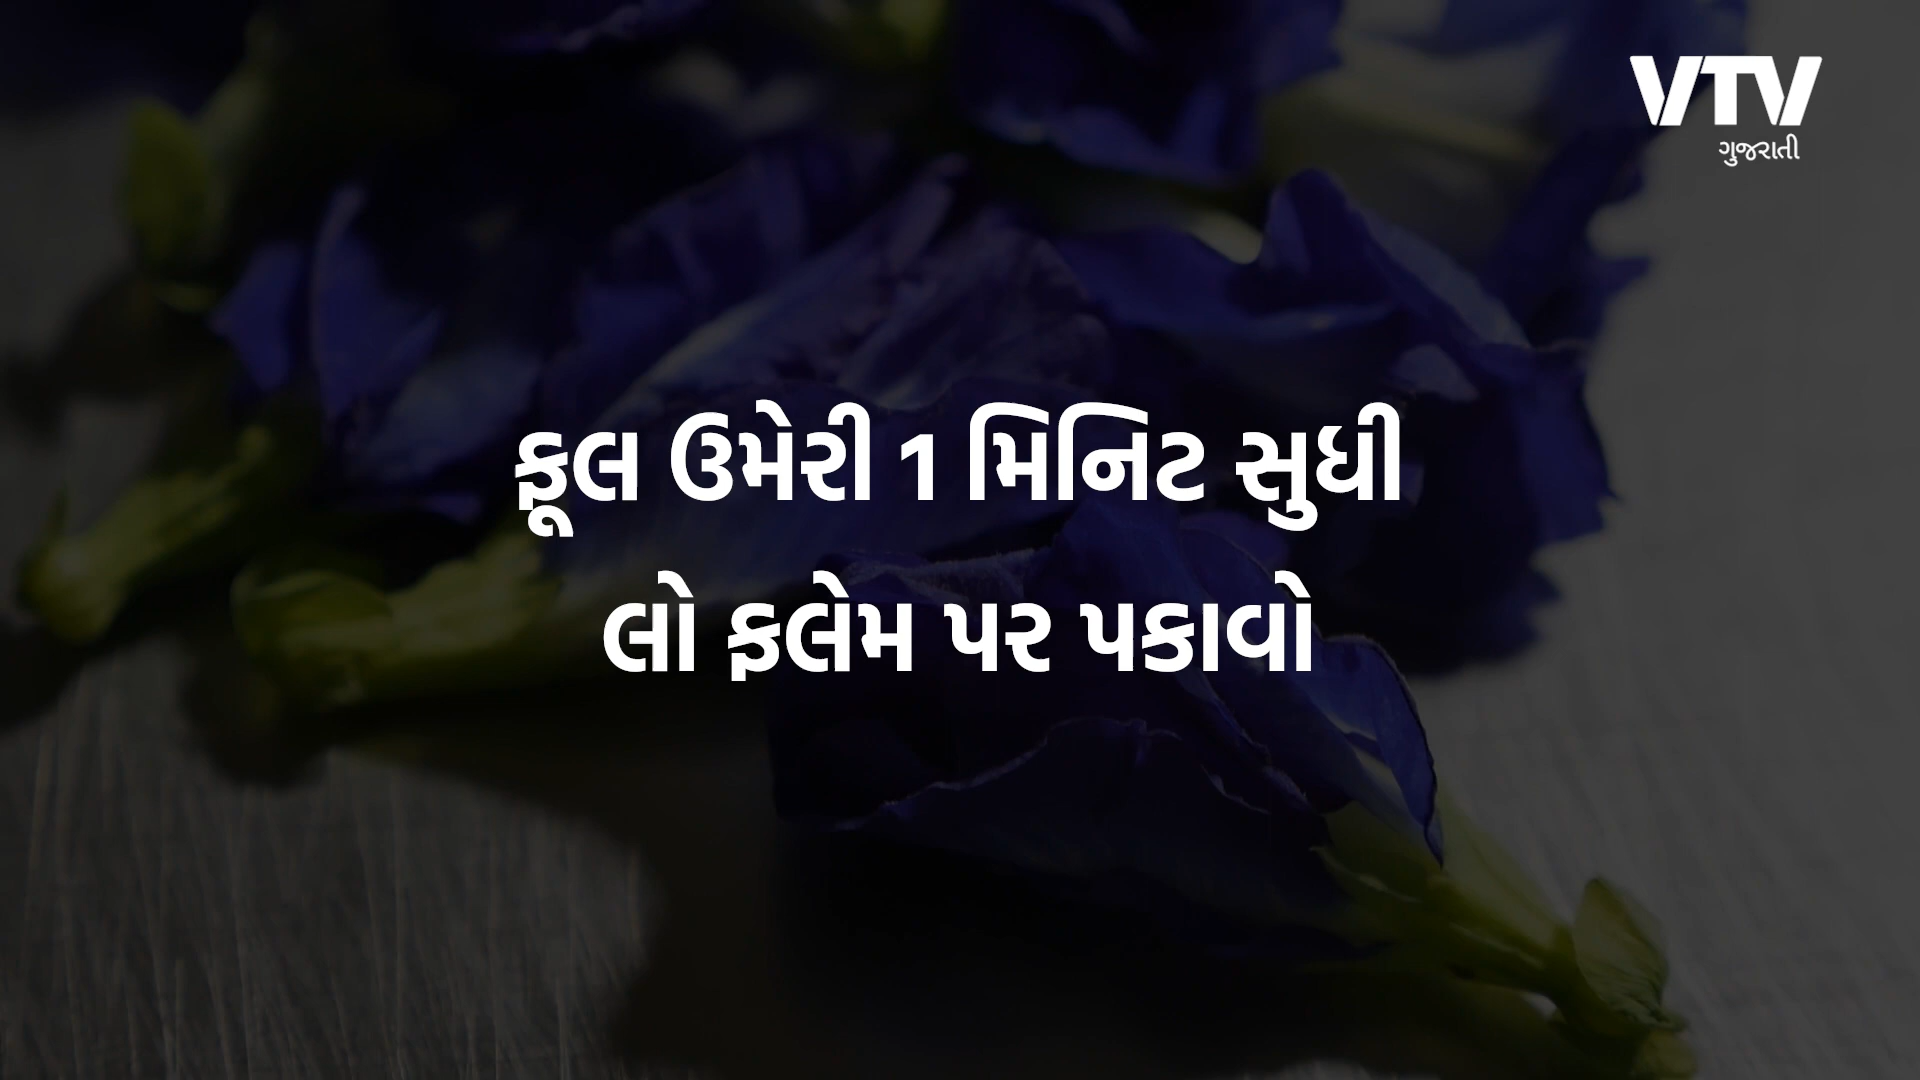 VTV
ગુજરાતી
ફૂલ ઉમેરી 1 મિનિટ સુધી
લો ફલેમ પર પકાવો